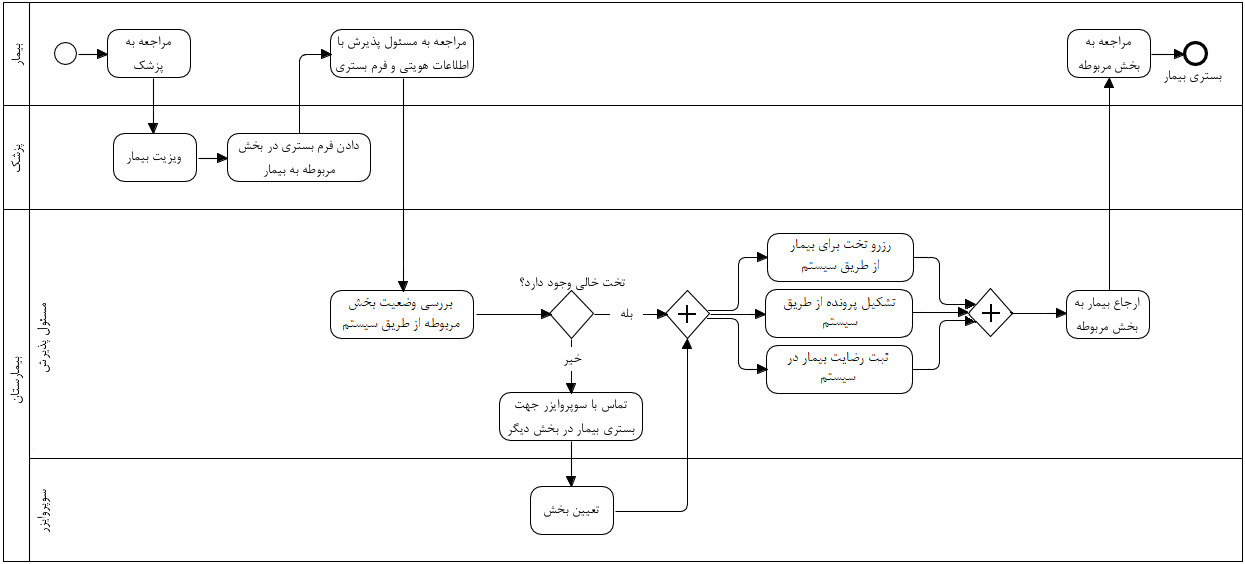 بیمار
مراجعه به
پزشک
مراجعه به مسئول پذیرش با
اطلاعات هویتی و فرم بستری
مراجعه به
بخش مربوطه
بستری بیمار
پزشک
ویزیت بیمار
دادن فرم بستری در بخش
مربوطه به بیمار
بیمارستان
مسئول پذیرش
بررسی وضعیت بخش
مربوطه از طریق سیستم
تخت خالی وجود دارد؟
بله
خیر
رزرو تخت برای بیمار
از طریق سیستم
تشکیل پرونده از طریق
سیستم
ثبت رضایت بیمار در
سیستم
ارجاع بیمار به
بخش مربوطه
تماس با سوپروایزر جهت
بستری بیمار در بخش دیگر
سوپروایزر
تعیین بخش